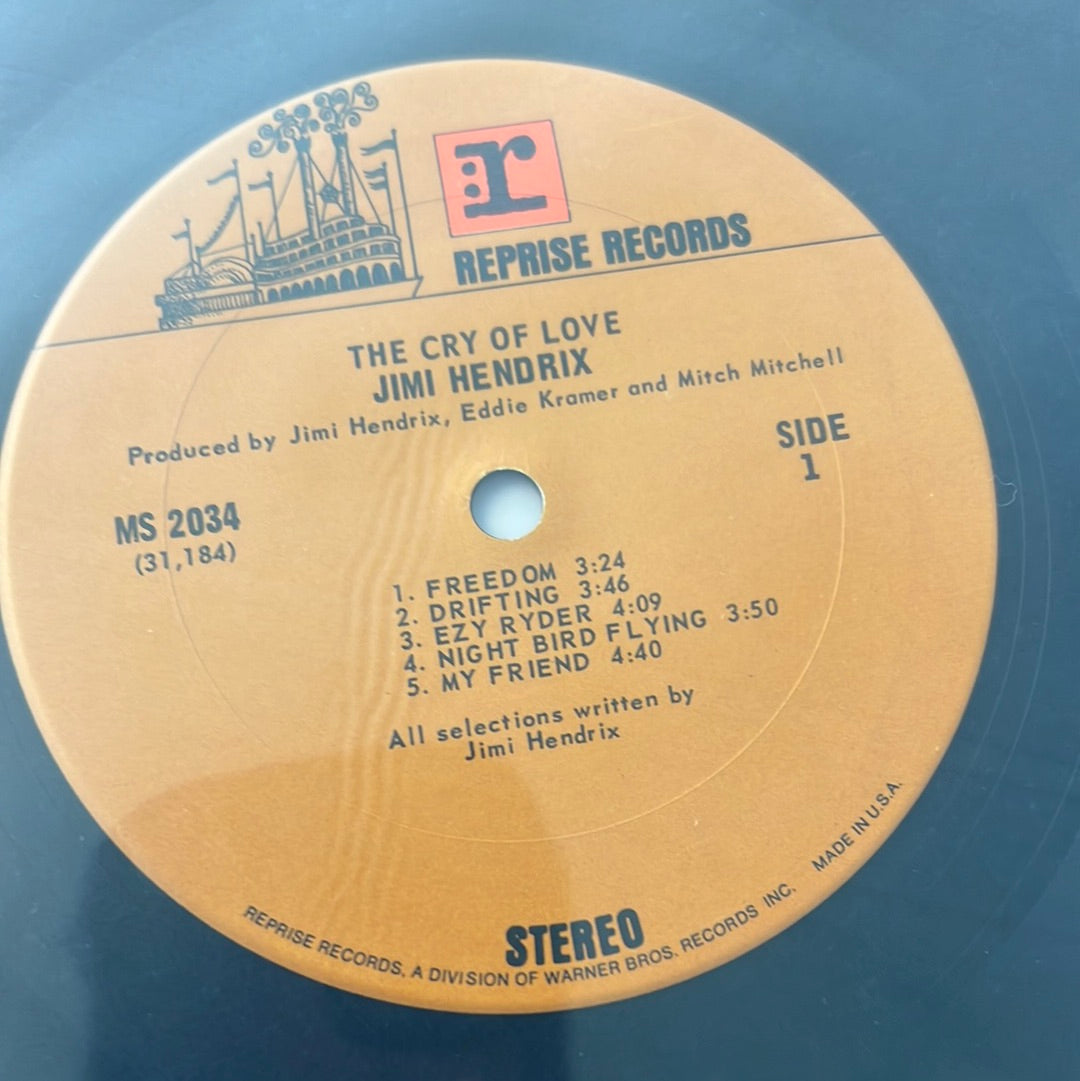 r
REPRISE RECORDS
THE CRY OF LOVE
JIMI HENDRIX
Produced by Jimi Hendrix, Eddie Kramer and Mitch Mitchell
SIDE
1
MS 2034
(31,184)
1. FREEDOM 3:24
2. DRIFTING 3:46
3. EZY RYDER 4:09
4. NIGHT BIRD FLYING 3:50
5. MY FRIEND 4:40
All selections written by
Jimi Hendrix
STEREO
REPRISE RECORDS, A DIVISION OF WARNER BROS. RECORDS INC. MADE IN U.S.A.